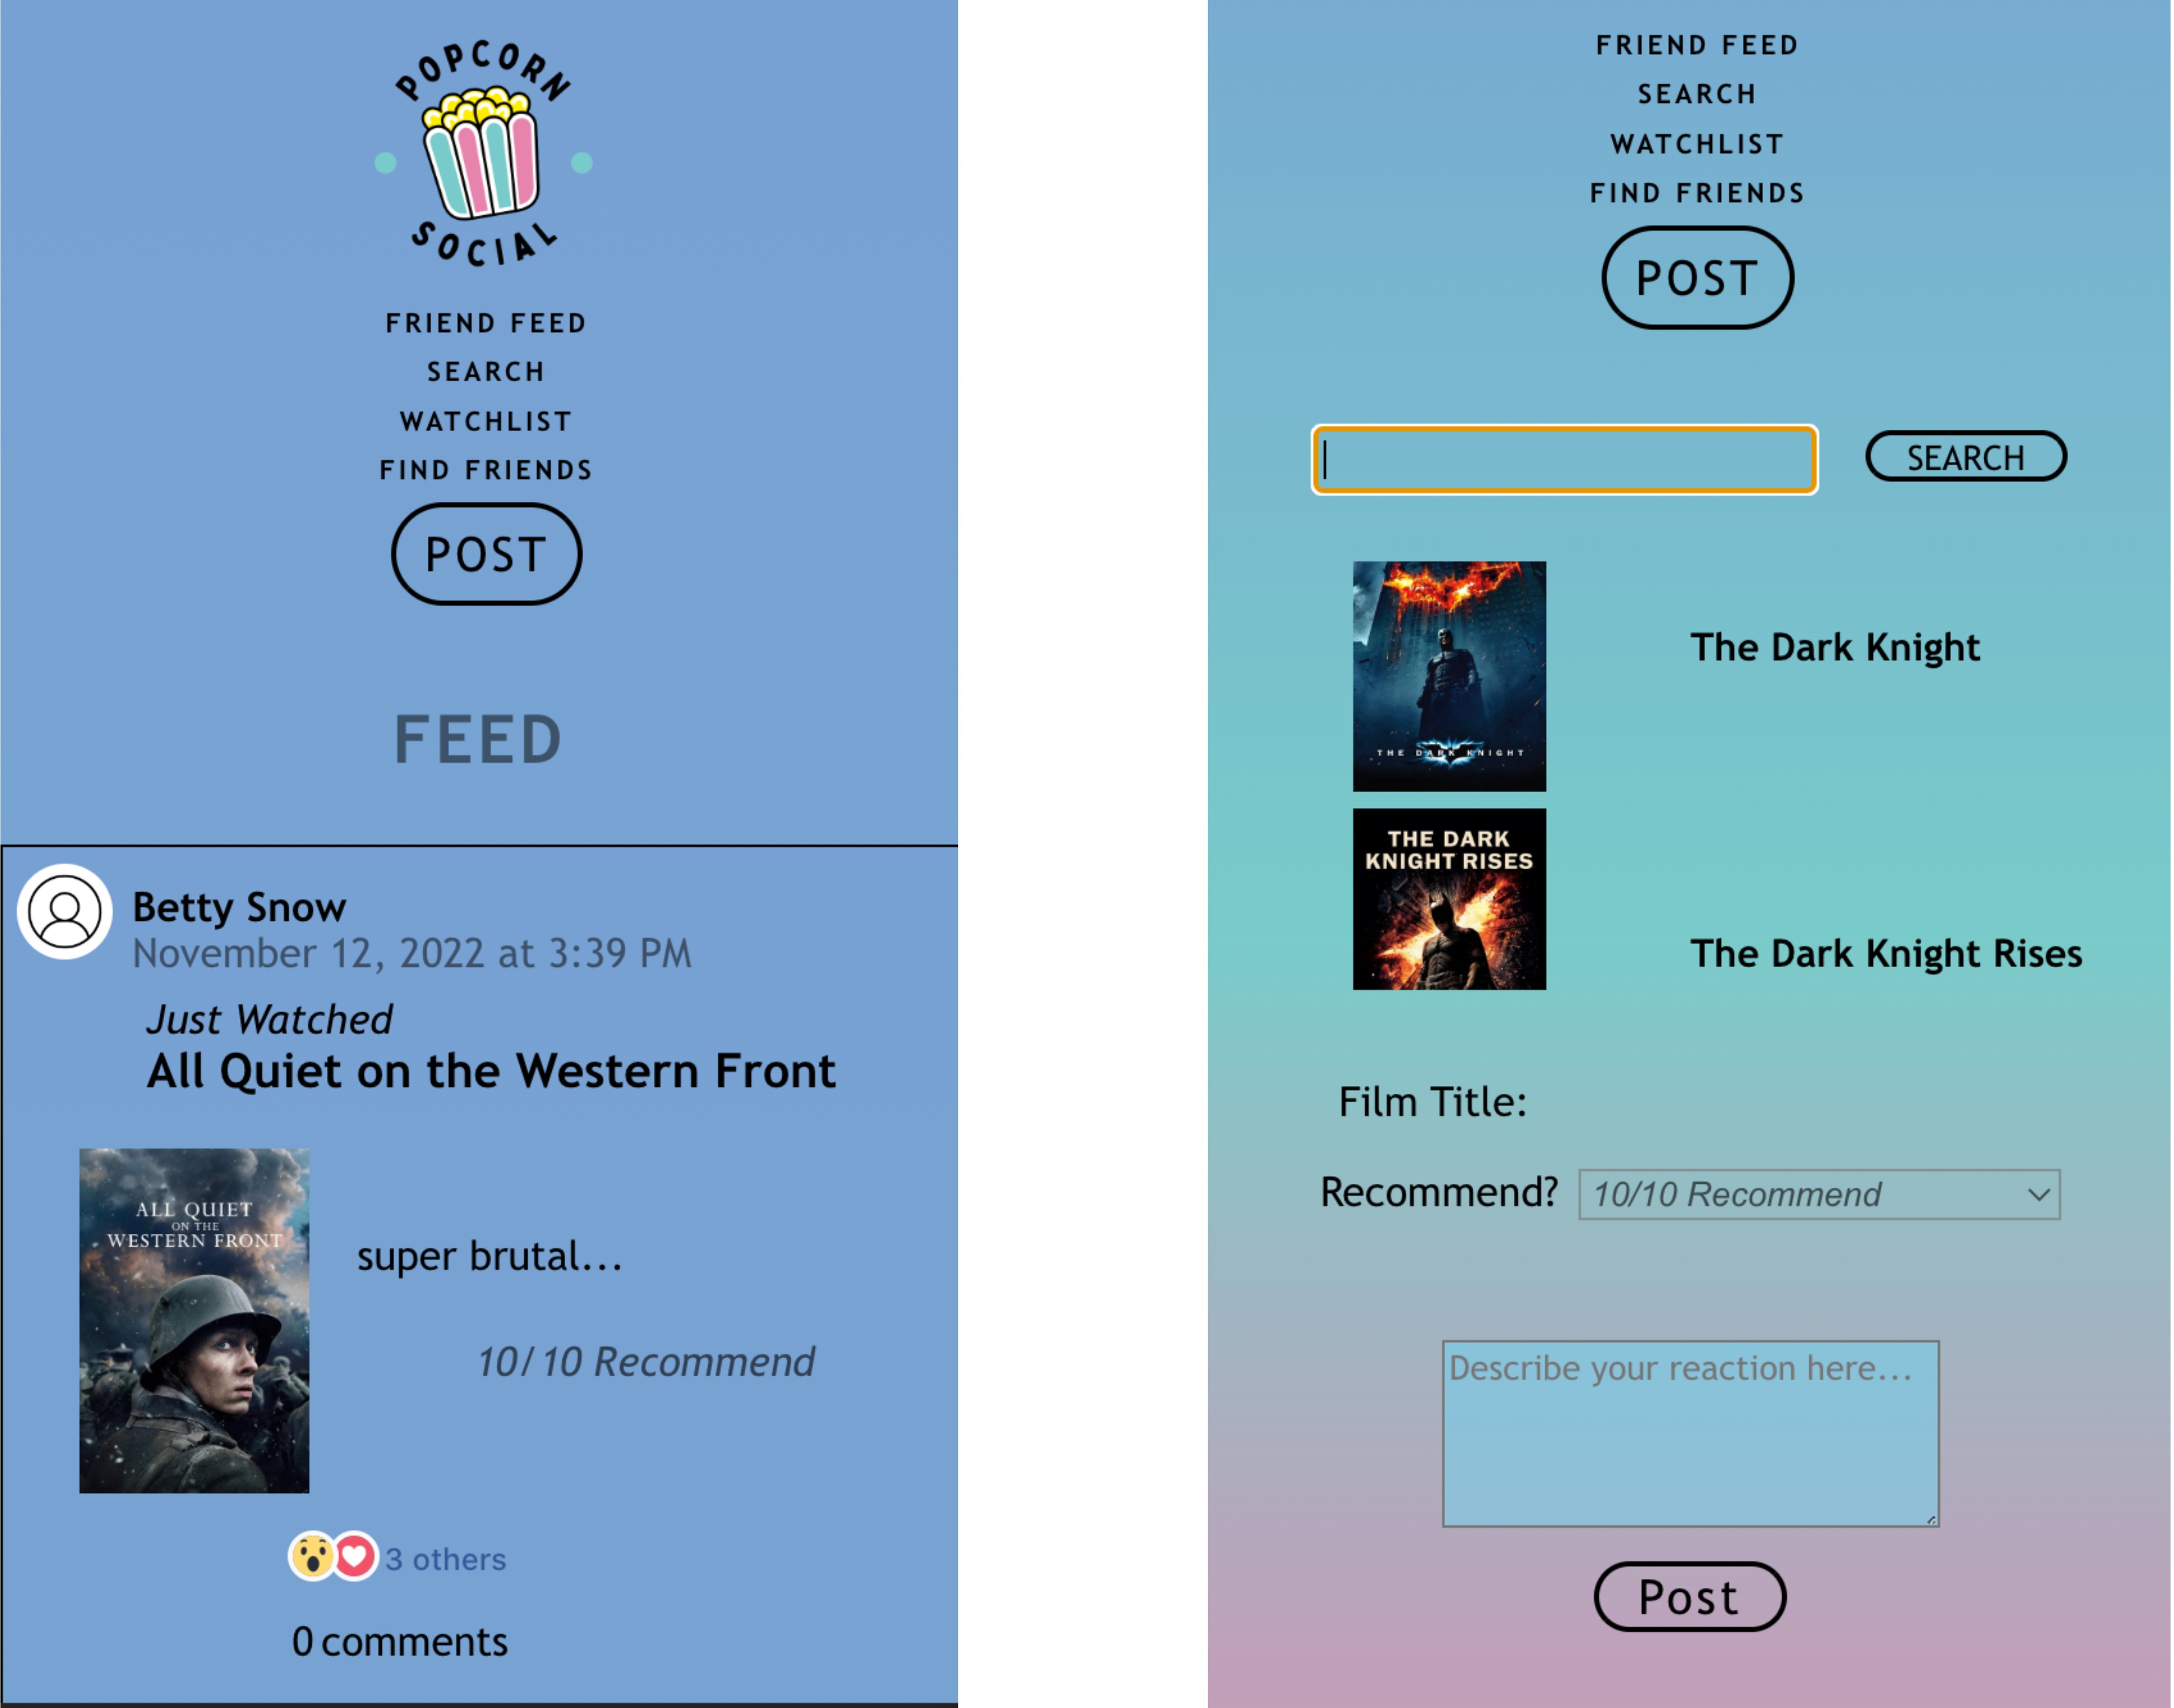 POPCORN
SOCIAL
FRIEND FEED
SEARCH
WATCHLIST
FIND FRIENDS
POST
FEED
Betty Snow
November 12, 2022 at 3:39 PM
Just Watched
All Quiet on the Western Front
ALL QUIET
ON THE
WESTERN FRONT
super brutal...
10/10 Recommend
3 others
0 comments
FRIEND FEED
SEARCH
WATCHLIST
FIND FRIENDS
POST
SEARCH
THE DARK KNIGHT
The Dark Knight
THE DARK
KNIGHT RISES
The Dark Knight Rises
Film Title:
Recommend? 10/10 Recommend
Describe your reaction here...
Post